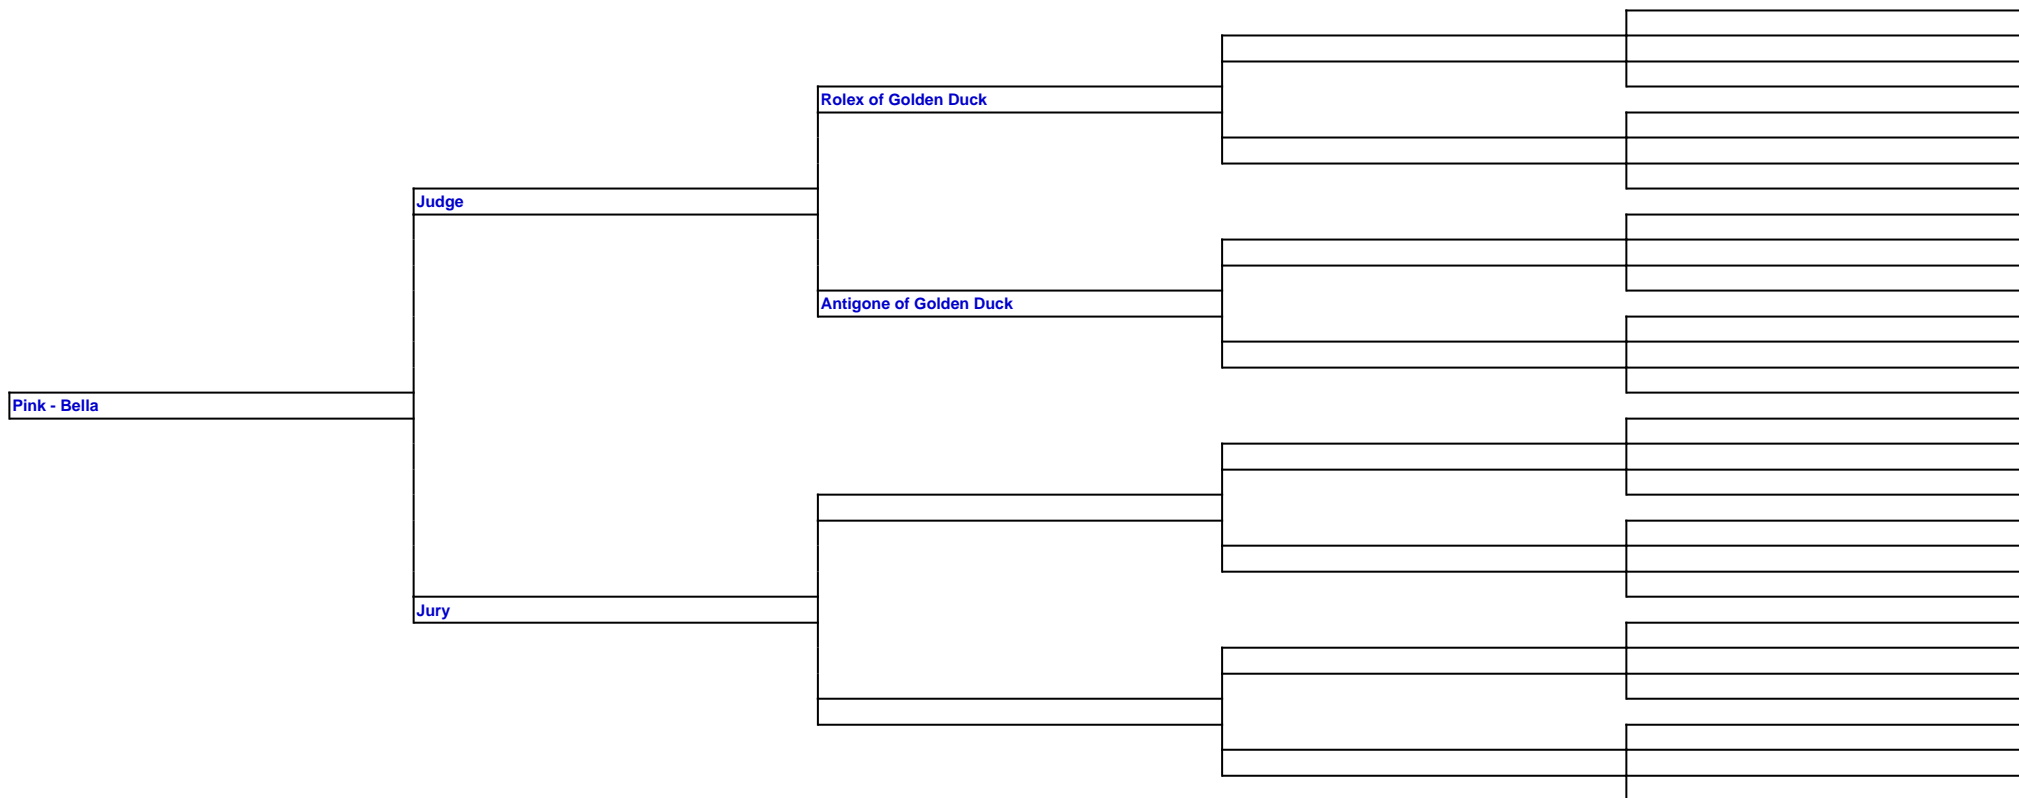 Rolex of Golden Duck
Judge
Antigone of Golden Duck
Pink - Bella
Jury